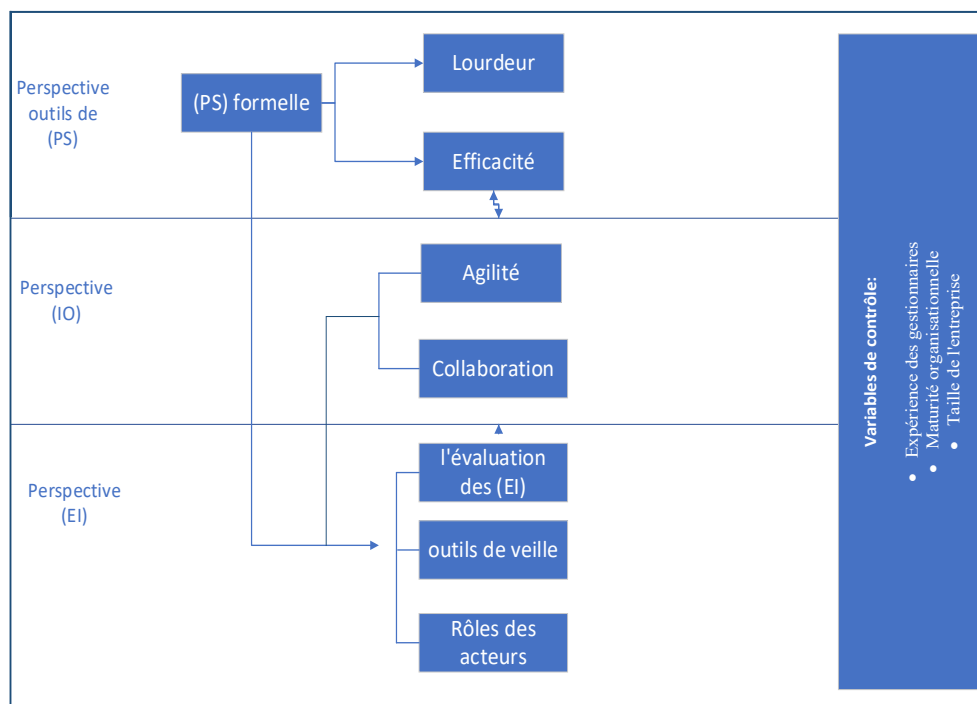 Perspective
outils de
(PS)
(PS) formelle
Lourdeur
Efficacité
Perspective
(IO)
Agilité
Collaboration
Perspective
(EI)
l'évaluation
des (EI)
outils de veille
Rôles des
acteurs
Variables de contrôle:
• Expérience des gestionnaires
• Maturité organisationnelle
• Taille de l'entreprise